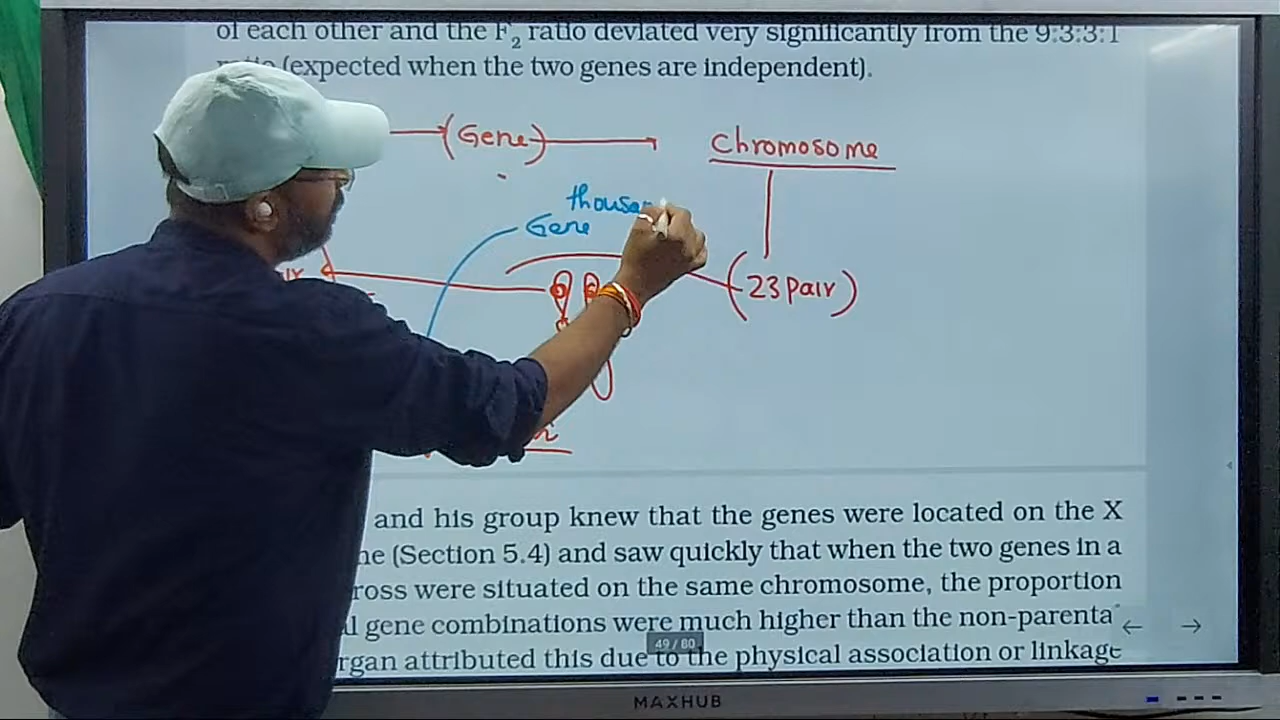 of each other and the F2 ratio deviated very significantly from the 9:3:3:1
ratio (expected when the two genes are independent).
(Gene)
Chromosome
thousan
Gene
(23 pair)
and his group knew that the genes were located on the X
(Section 5.4) and saw quickly that when the two genes in a
ross were situated on the same chromosome, the proportion
l gene combinations were much higher than the non-parenta
rgan attributed this due to the physical association or linkage
49 / 80
MAXHUB